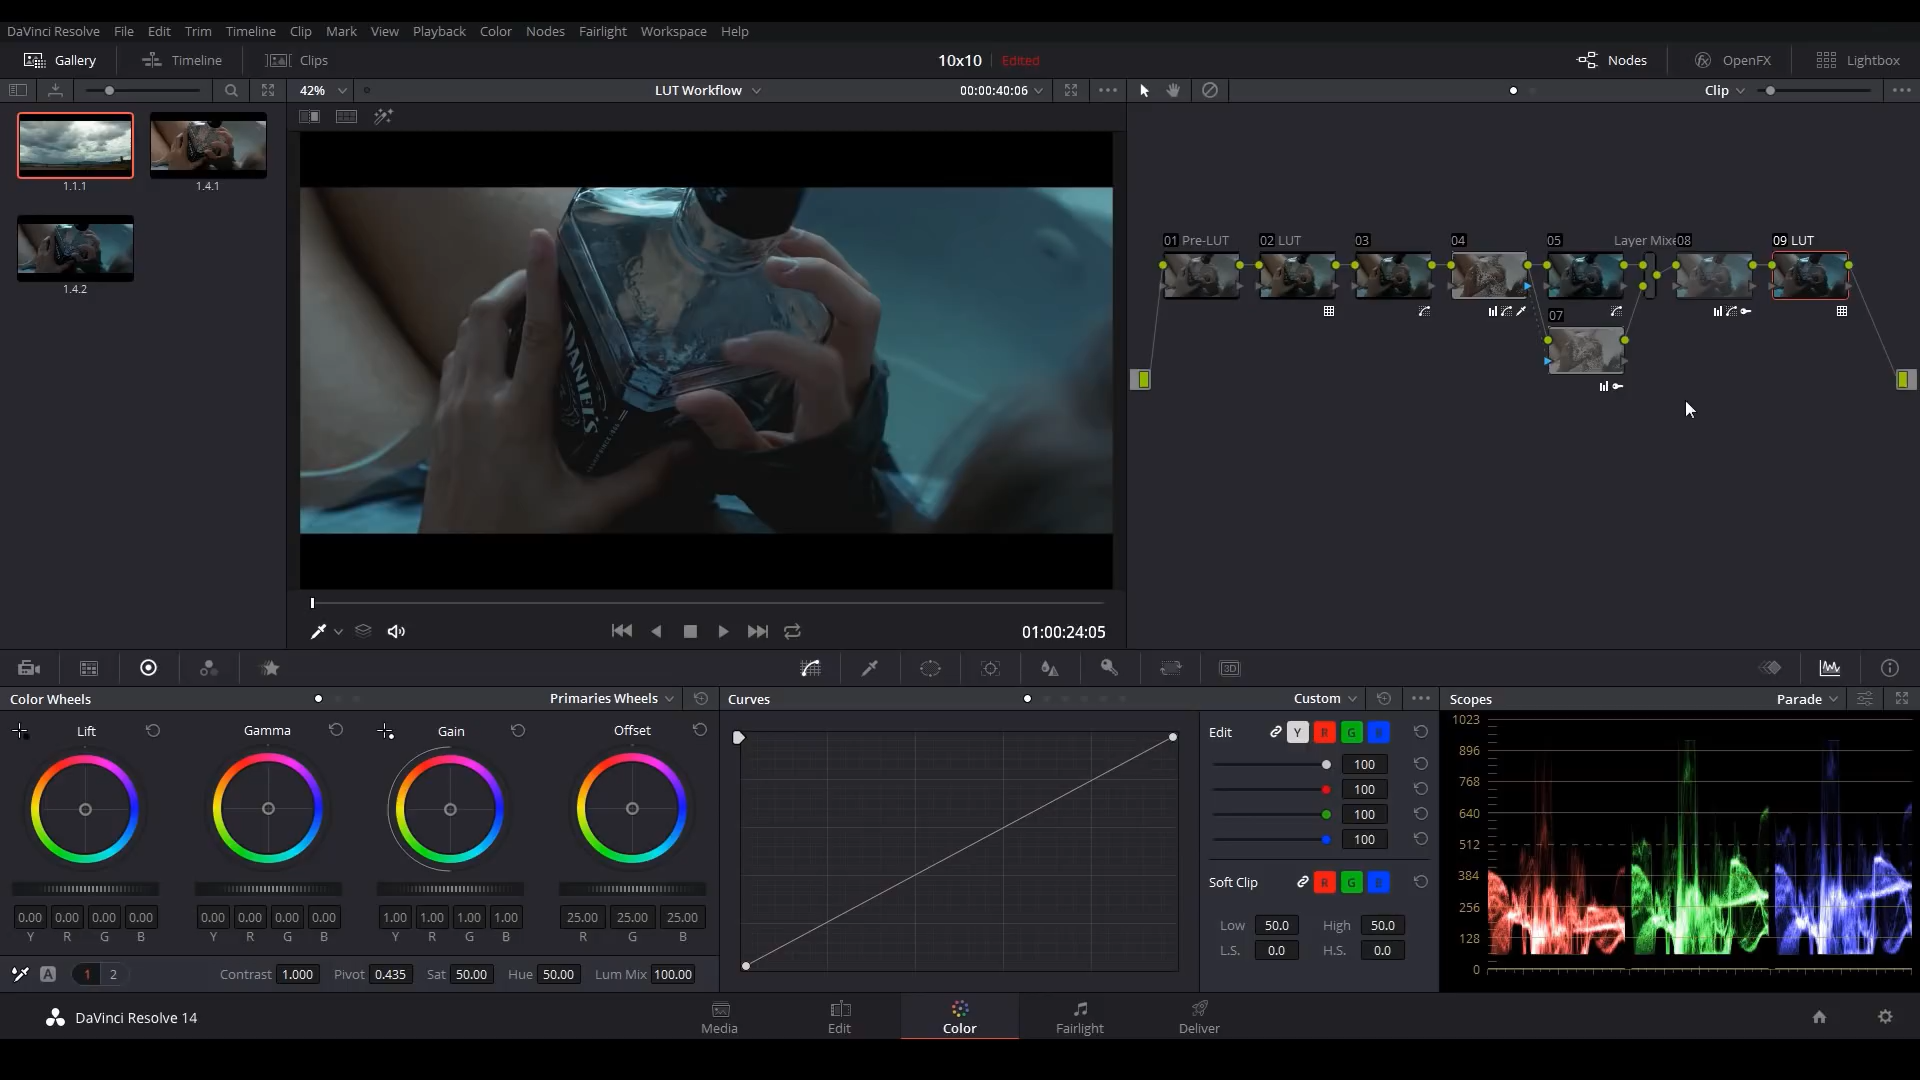 DaVinci Resolve File Edit Trim Timeline Clip Mark View Playback Color Nodes Fairlight Workspace Help
Gallery Timeline Clips 10x10 Edited Nodes OpenFX Lightbox
42% LUT Workflow 00:00:40:06 Clip
1.1.1 1.4.1
1.4.2
01 Pre-LUT 02 LUT 03 04 05 Layer Mixe 08 09 LUT
07
DANIEL'S
01:00:24:05
3D
Color Wheels Primaries Wheels Curves Custom Scopes Parade
Lift Gamma Gain Offset
0.00 0.00 0.00 0.00 0.00 0.00 0.00 0.00 1.00 1.00 1.00 1.00 25.00 25.00 25.00
Y R G B Y R G B Y R G B R G B
A 1 2 Contrast 1.000 Pivot 0.435 Sat 50.00 Hue 50.00 Lum Mix 100.00
Edit Y R G B
100
100
100
100
Soft Clip R G B
Low 50.0 High 50.0
L.S. 0.0 H.S. 0.0
1023
896
768
640
512
384
256
128
0
DaVinci Resolve 14 Media Edit Color Fairlight Deliver